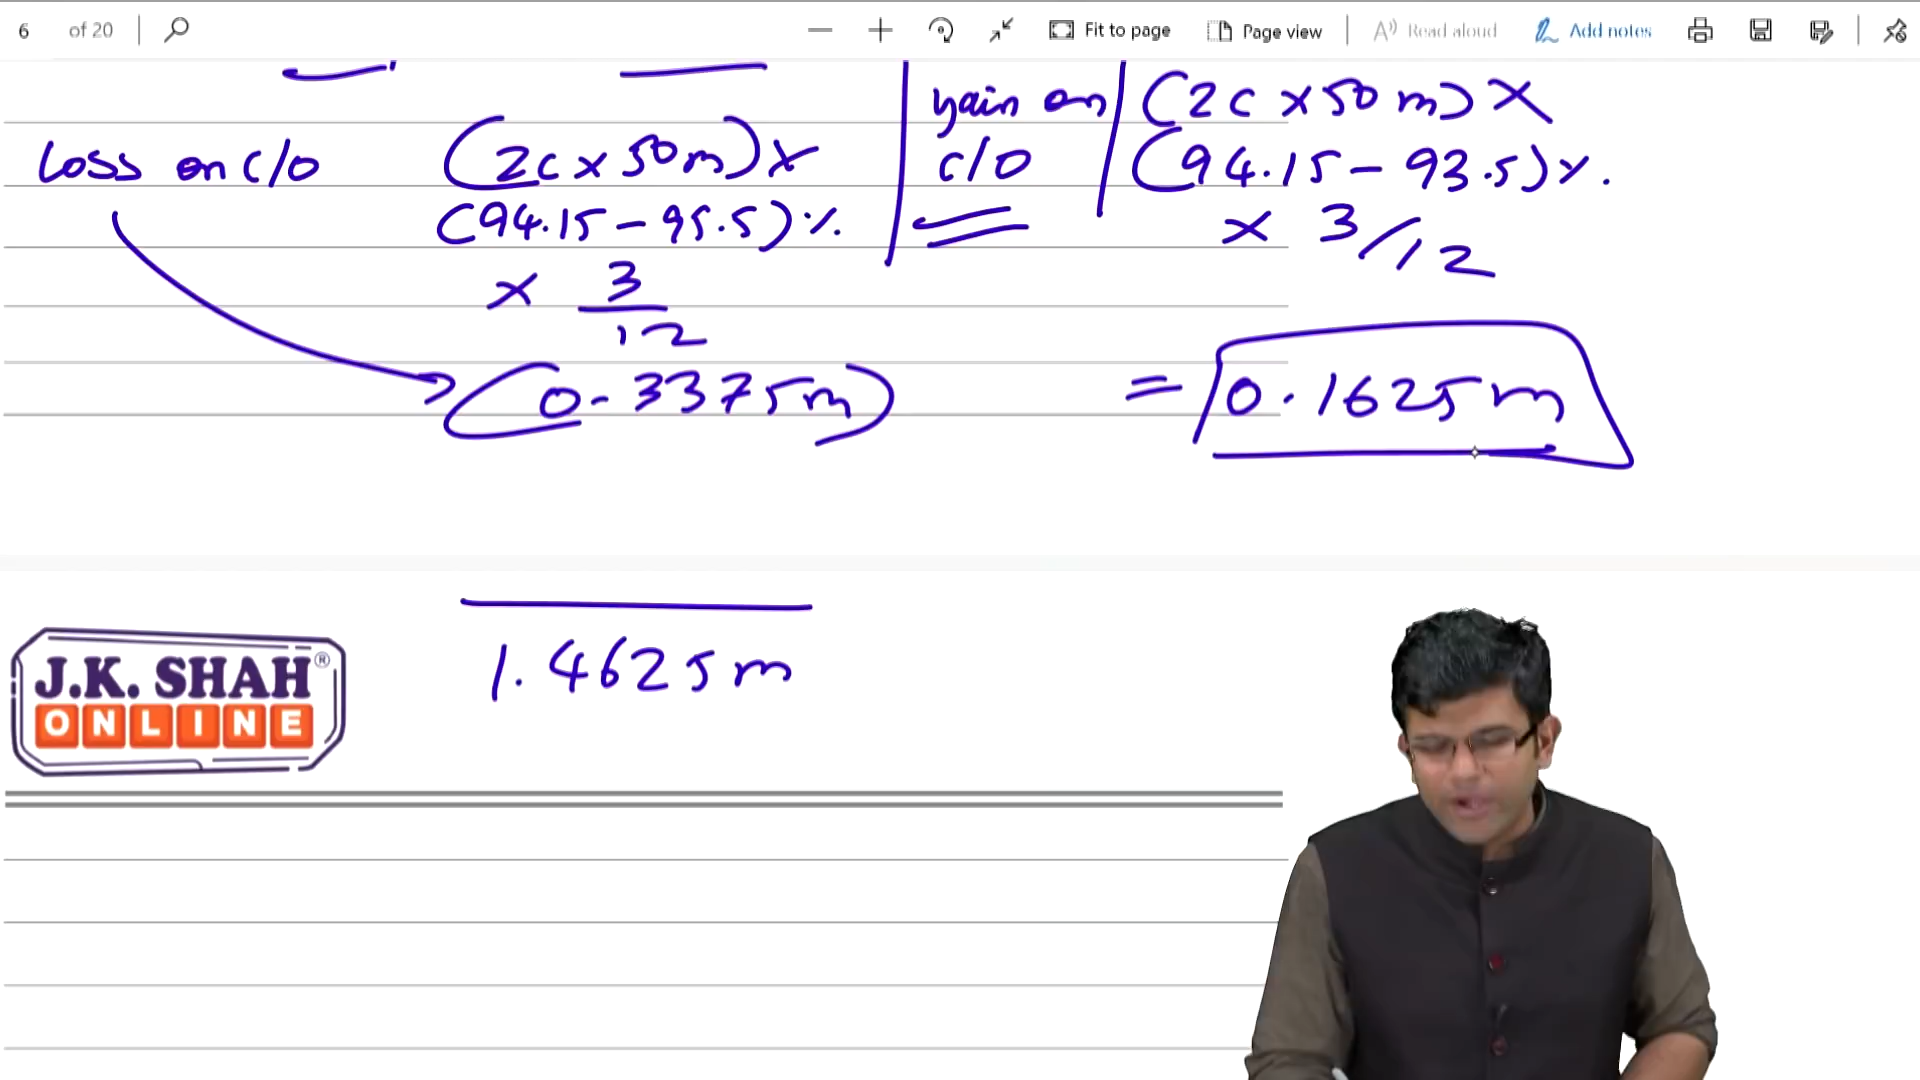 6 of 20
Fit to page
Page view
Read aloud
Add notes
Loss on c/o
(2c x 50m) x
(94.15 - 95.5)%
x 3/12
(0.3375m)
1.4625m
gain on
c/o
(2c x 50m) x
(94.15 - 93.5)%.
x 3/12
= 0.1625m
J.K. SHAH®
ONLINE